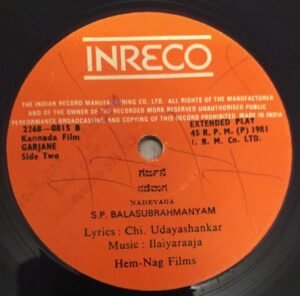 INRECO
THE INDIAN RECORD MANUFACTURING CO. LTD. ALL RIGHTS OF THE MANUFACTURER
AND OF THE OWNER OF THE RECORDED WORK RESERVED UNAUTHORISED PUBLIC
PERFORMANCE BROADCASTING AND COPYING OF THIS RECORD PROHIBITED. MADE IN INDIA
2268-0815 B
Kannada Film
GARJANE
Side Two
EXTENDED PLAY
45 R. P. M. (P) 1981
I. R. M. Co. LTD.
ಗರ್ಜನೆ
ನಡೆವಾಗ
NADEVAGA
S.P. BALASUBRAHMANYAM
Lyrics : Chi. Udayashankar
Music : Ilaiyaraaja
Hem-Nag Films